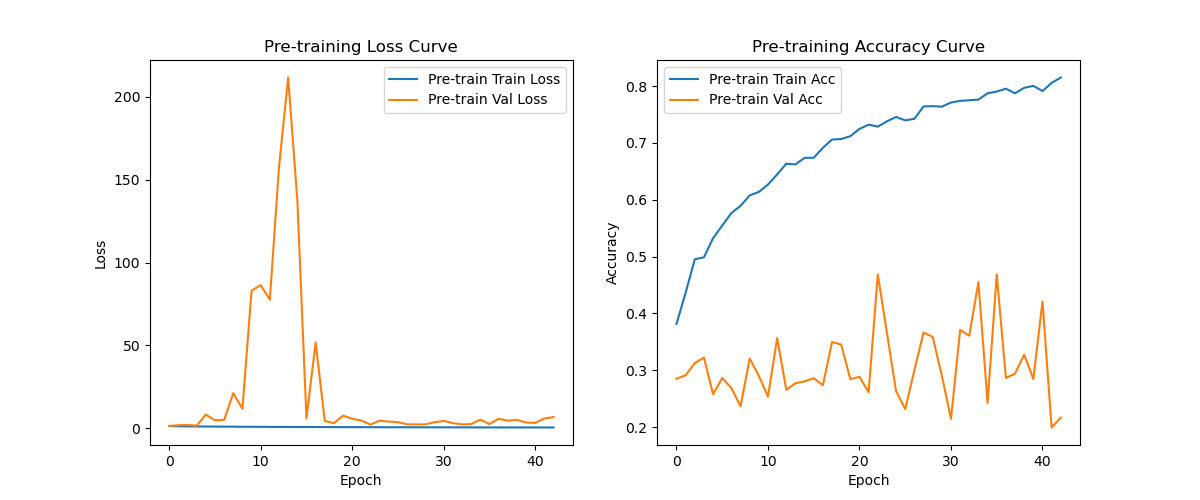 Pre-training Loss Curve
Pre-train Train Loss
Pre-train Val Loss
200
150
100
50
0
Loss
0 10 20 30 40
Epoch
Pre-training Accuracy Curve
Pre-train Train Acc
Pre-train Val Acc
0.8
0.7
0.6
0.5
0.4
0.3
0.2
Accuracy
0 10 20 30 40
Epoch